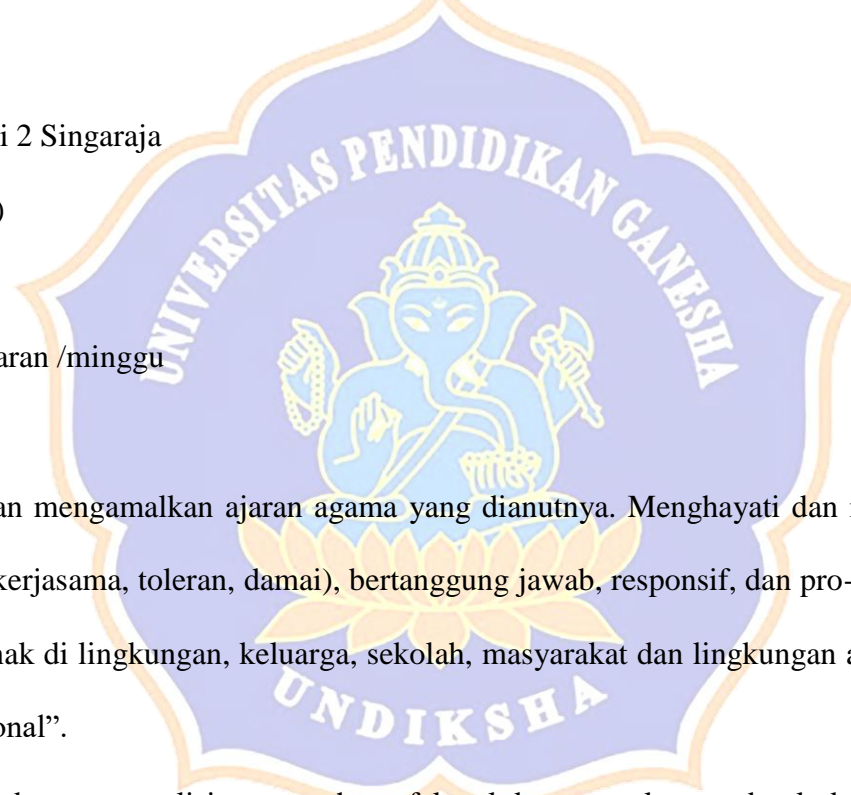 i 2 Singaraja
)
UNIVERSITAS PENDIDIKAN GANESHA
aran /minggu
an mengamalkan ajaran agama yang dianutnya. Menghayati dan
kerjasama, toleran, damai), bertanggung jawab, responsif, dan pro-
nak di lingkungan, keluarga, sekolah, masyarakat dan lingkungan a
onal”.
UNDIKSHA